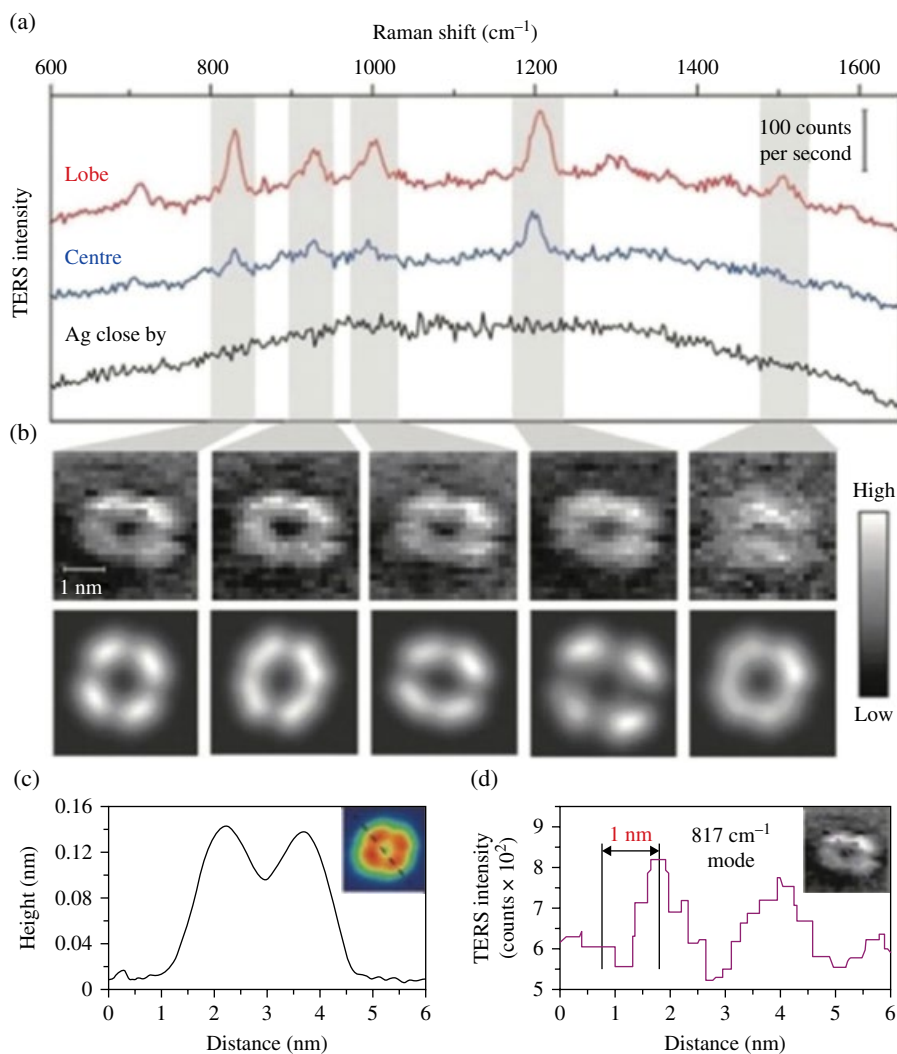 (a)
Raman shift (cm⁻¹)
600 800 1000 1200 1400 1600
100 counts
per second
Lobe
Centre
Ag close by
TERS intensity
(b)
1 nm
High
Low
(c)
0.16
0.12
0.08
0.04
0
Height (nm)
0 1 2 3 4 5 6
Distance (nm)
(d)
9
8
7
6
5
TERS intensity
(counts × 10²)
1 nm
817 cm⁻¹
mode
0 1 2 3 4 5 6
Distance (nm)